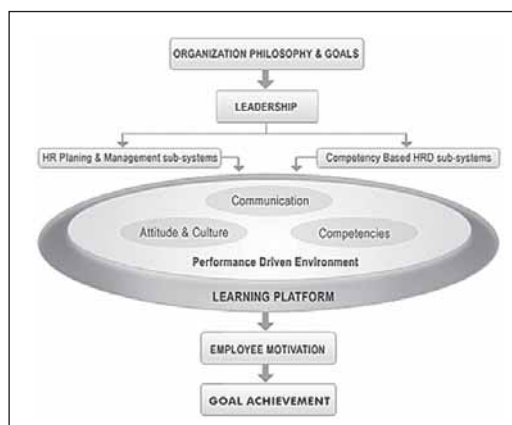 ORGANIZATION PHILOSOPHY & GOALS
LEADERSHIP
HR Planing & Management sub-systems
Competency Based HRD sub-systems
Communication
Attitude & Culture
Competencies
Performance Driven Environment
LEARNING PLATFORM
EMPLOYEE MOTIVATION
GOAL ACHIEVEMENT